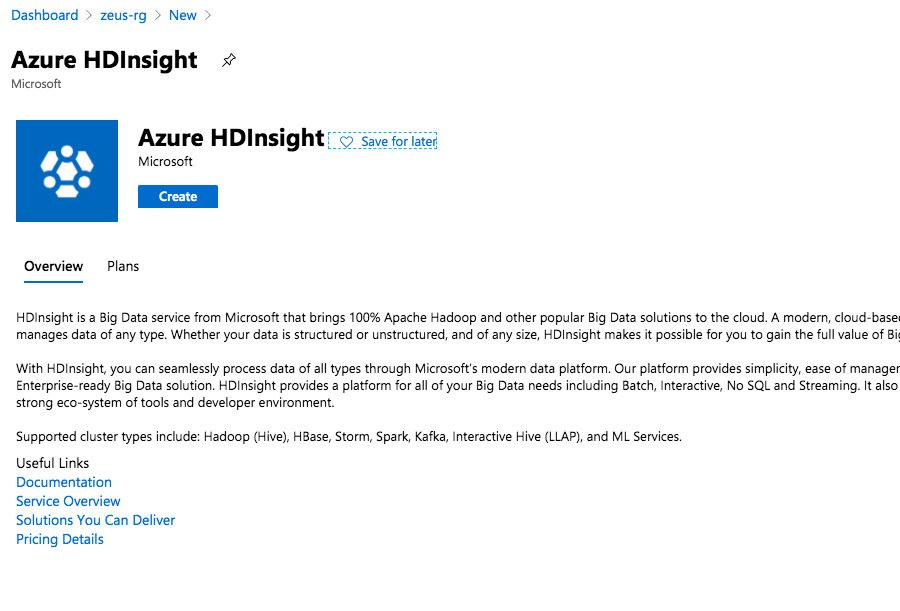 Dashboard > zeus-rg > New >
Azure HDInsight
Microsoft
Azure HDInsight Save for later
Microsoft
Create
Overview Plans
HDInsight is a Big Data service from Microsoft that brings 100% Apache Hadoop and other popular Big Data solutions to the cloud. A modern, cloud-based
manages data of any type. Whether your data is structured or unstructured, and of any size, HDInsight makes it possible for you to gain the full value of Big
With HDInsight, you can seamlessly process data of all types through Microsoft's modern data platform. Our platform provides simplicity, ease of
Enterprise-ready Big Data solution. HDInsight provides a platform for all of your Big Data needs including Batch, Interactive, No SQL and Streaming. It also
strong eco-system of tools and developer environment.
Supported cluster types include: Hadoop (Hive), HBase, Storm, Spark, Kafka, Interactive Hive (LLAP), and ML Services.
Useful Links
Documentation
Service Overview
Solutions You Can Deliver
Pricing Details